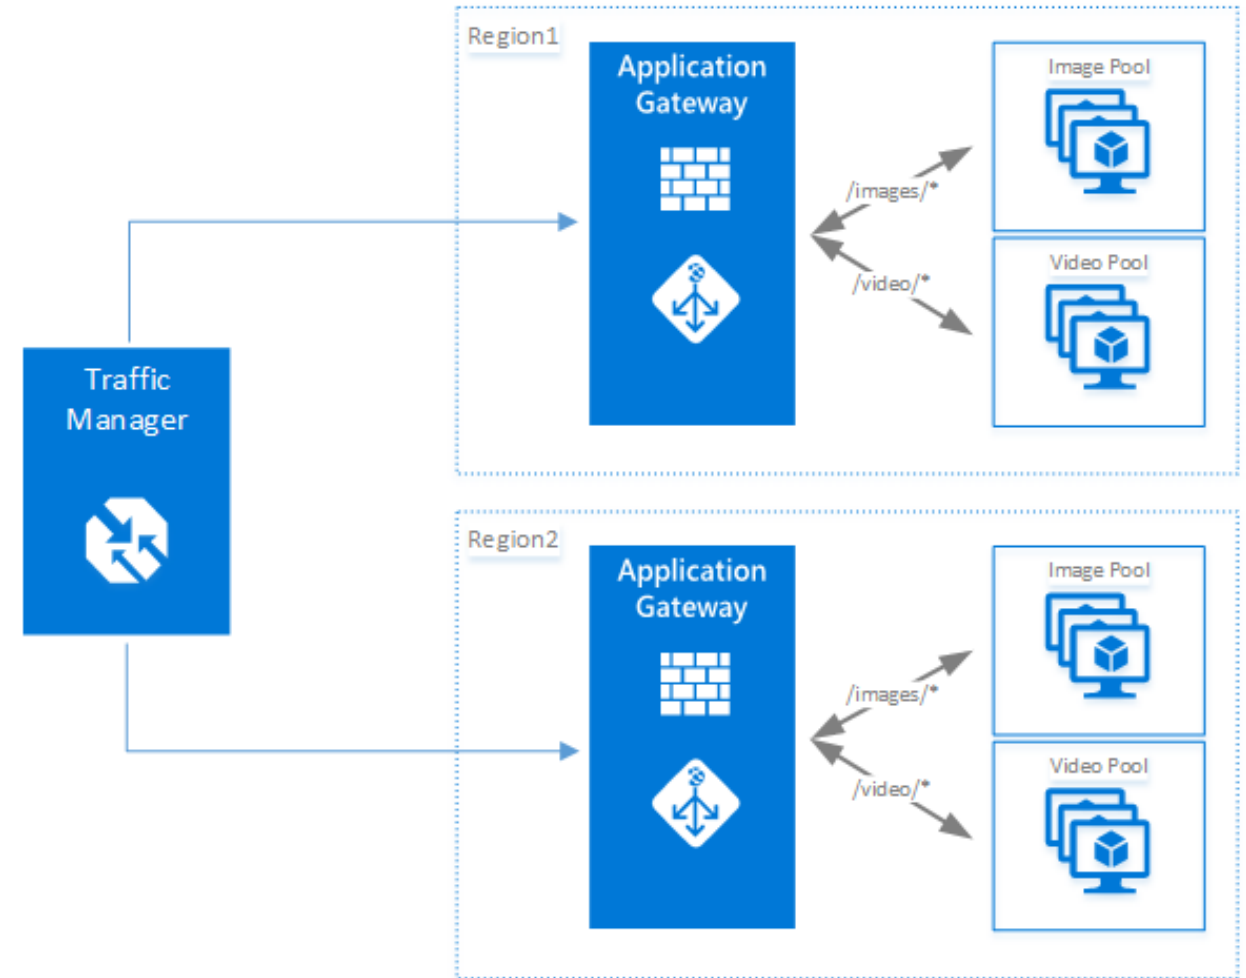 Region1
Application
Gateway
Image Pool
/images/*
Video Pool
/video/*
Traffic
Manager
Region2
Application
Gateway
Image Pool
/images/*
Video Pool
/video/*